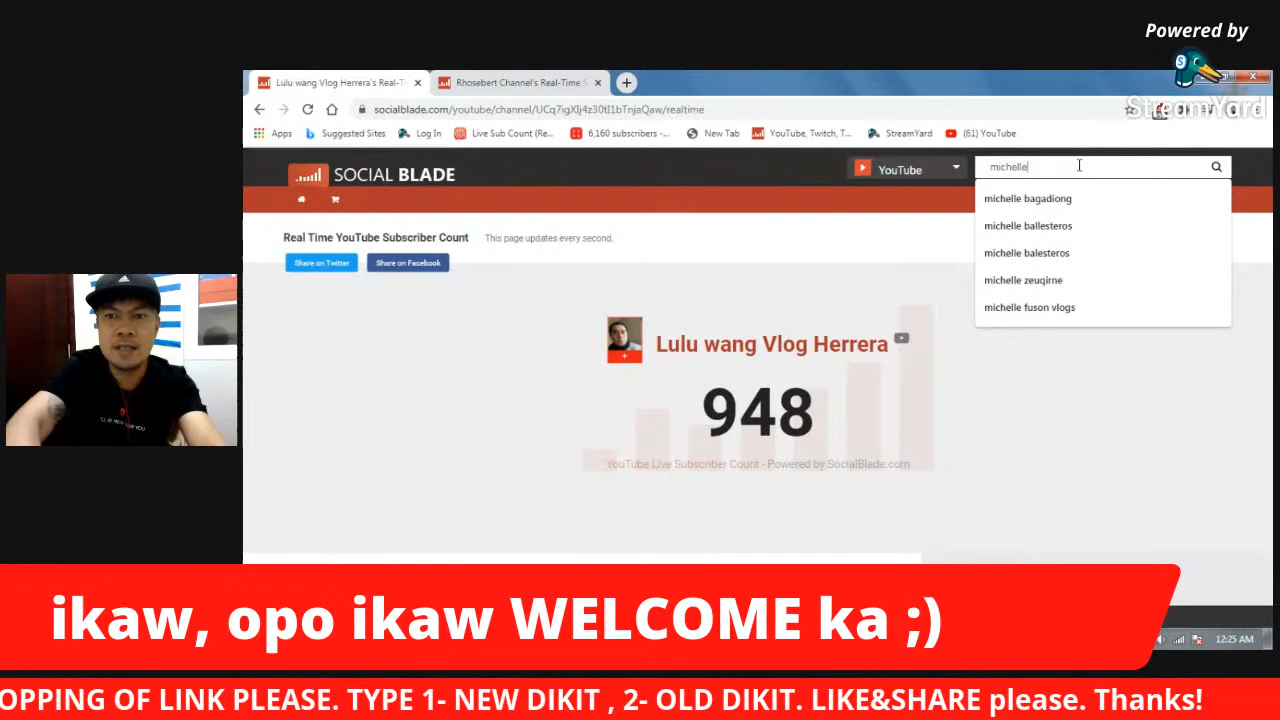 Powered by
StreamYard
Lulu wang Vlog Herrera's Real-T
Rhosebert Channel's Real-Time S
socialblade.com/youtube/channel/UCq7igXIj4z30tI1bTnjaQaw/realtime
Apps
Suggested Sites
Log In
Live Sub Count (Re...
6,160 subscribers -...
New Tab
YouTube, Twitch, T...
StreamYard
(61) YouTube
SOCIAL BLADE
YouTube
michelle
michelle bagadiong
michelle ballesteros
michelle balesteros
michelle zeuqirne
michelle fuson vlogs
Real Time YouTube Subscriber Count
This page updates every second.
Share on Twitter
Share on Facebook
Lulu wang Vlog Herrera
948
YouTube Live Subscriber Count - Powered by SocialBlade.com
ikaw, opo ikaw WELCOME ka ;)
12:25 AM
OPPING OF LINK PLEASE. TYPE 1- NEW DIKIT , 2- OLD DIKIT. LIKE&SHARE please. Thanks!